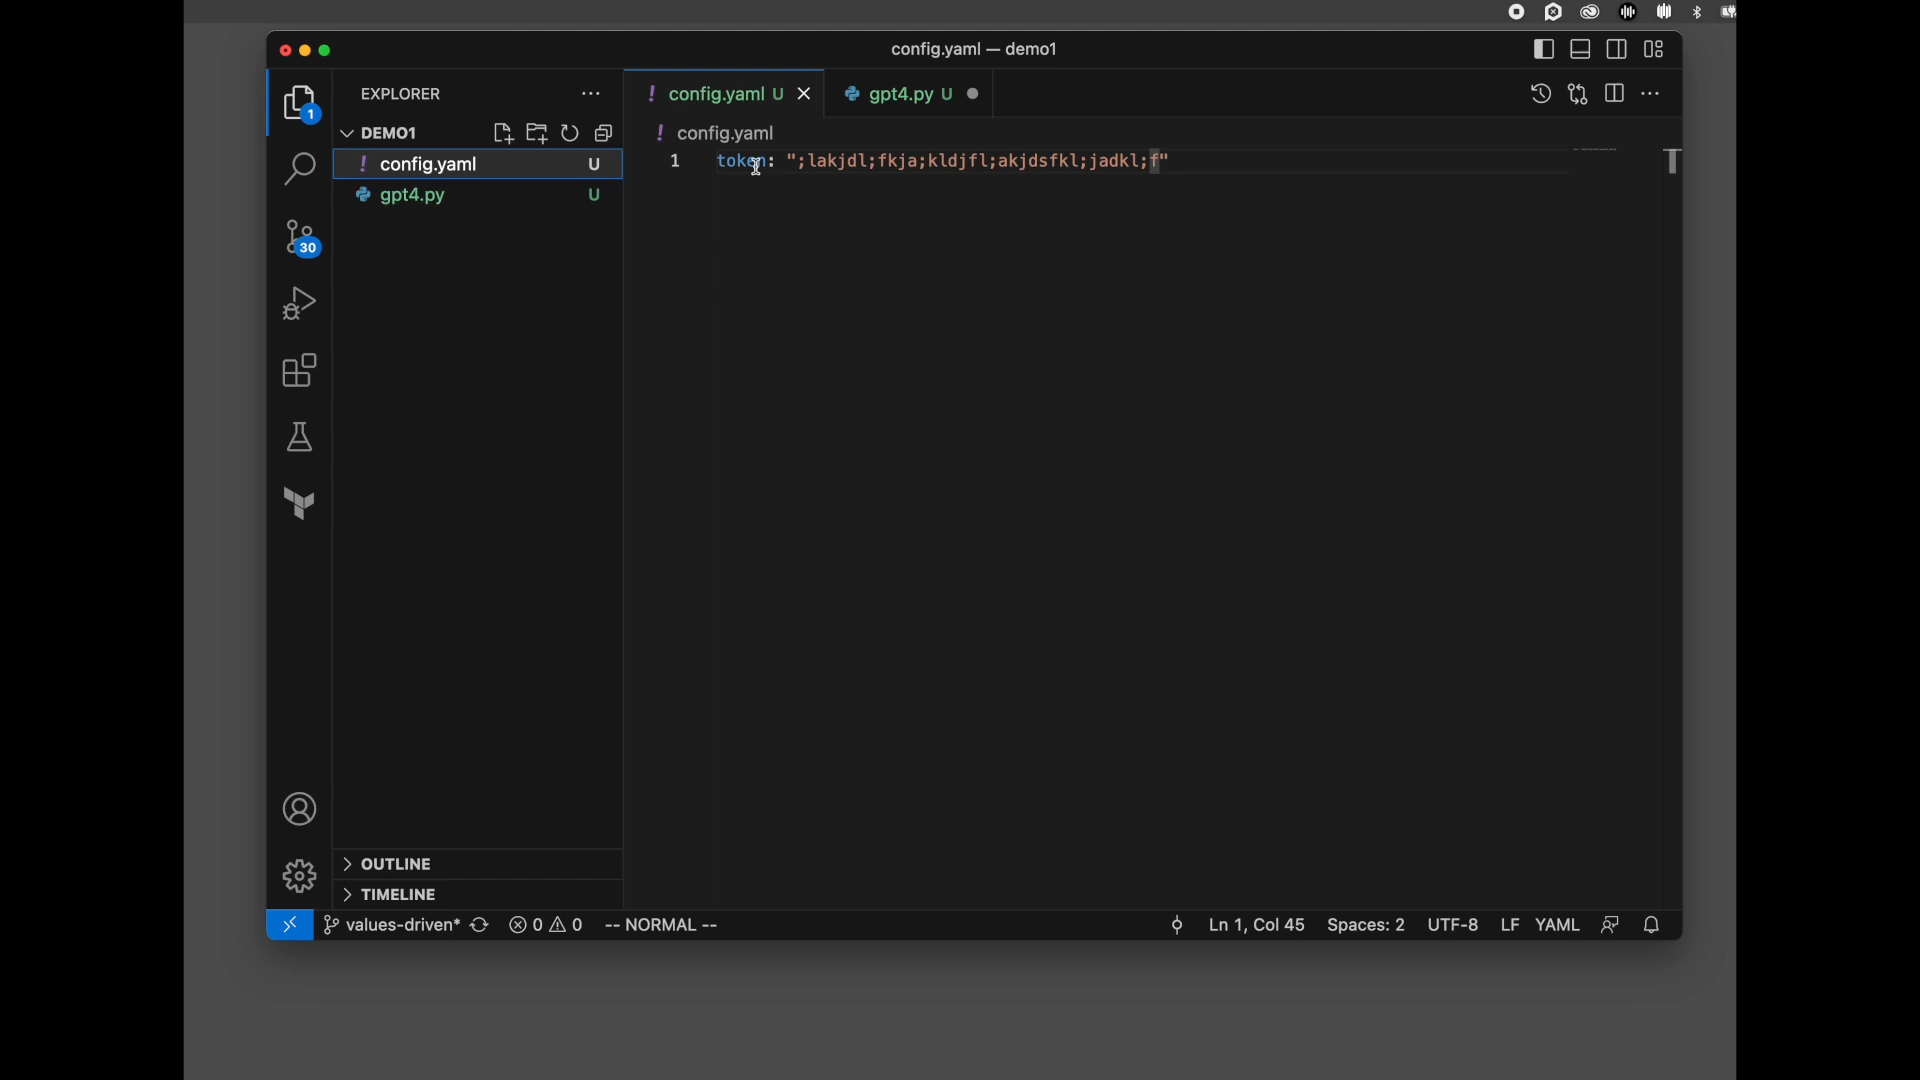 config.yaml — demo1
EXPLORER
config.yaml U
gpt4.py U
1
DEMO1
config.yaml
config.yaml U
1 token: ";lakjdl;fkja;kldjfl;akjdsfkl;jadkl;f"
gpt4.py U
30
OUTLINE
TIMELINE
values-driven* 0 0 -- NORMAL -- Ln 1, Col 45 Spaces: 2 UTF-8 LF YAML